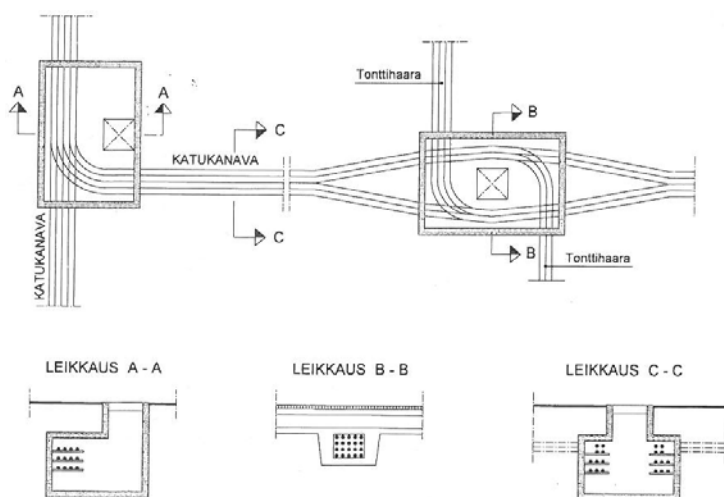 Tonttihaara
A
A
B
C
KATUKANAVA
C
B
Tonttihaara
KATUKANAVA
LEIKKAUS A - A
LEIKKAUS B - B
LEIKKAUS C - C